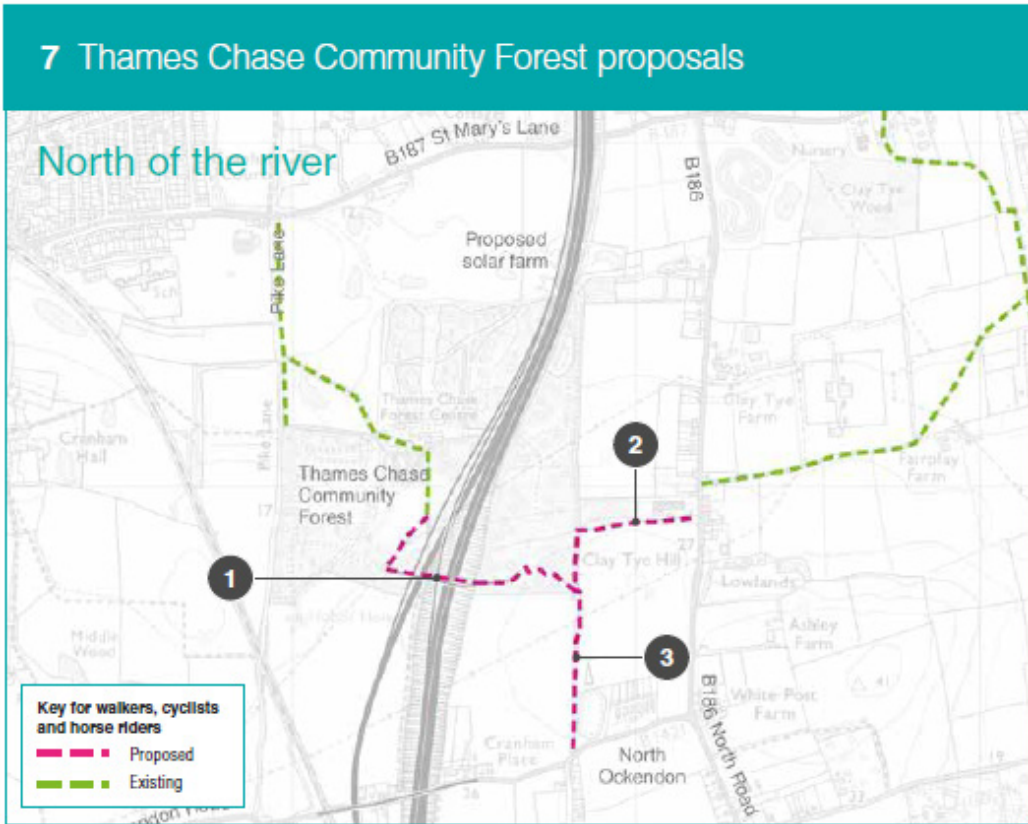 7 Thames Chase Community Forest proposals
North of the river
B187 St Mary's Lane
B187
B186
Nursery
Clay Tye
Wood
Proposed
solar farm
Pike Lane
Thames Chase
Forest Centre
Clay Tye
Farm
Cranham
Hall
Pike Lane
Fairplay
Farm
2
Thames Chase
Community
Forest
17
27
Clay Tye Hill
1
Lowlands
Ashley
Farm
Middle
Wood
3
41
White Post
Farm
B186 North Road
Key for walkers, cyclists
and horse riders
Proposed
Existing
Cranham
Place
North
Ockendon
19
36
22